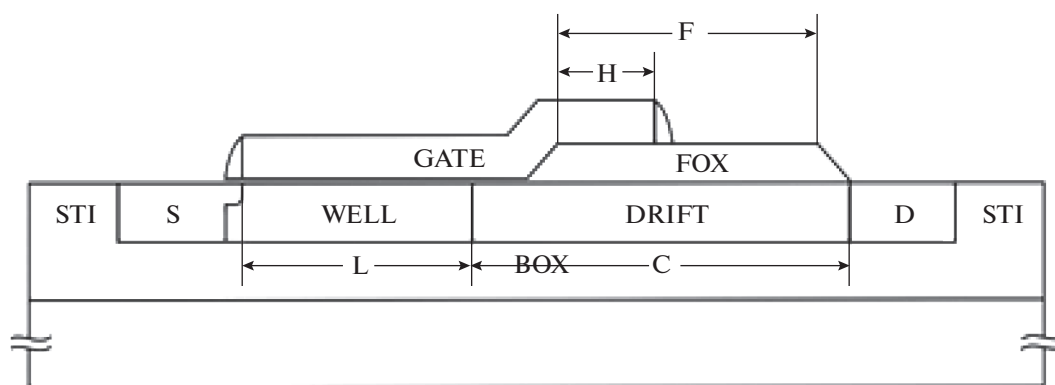 F
H
GATE FOX
STI S WELL DRIFT D STI
L BOX C